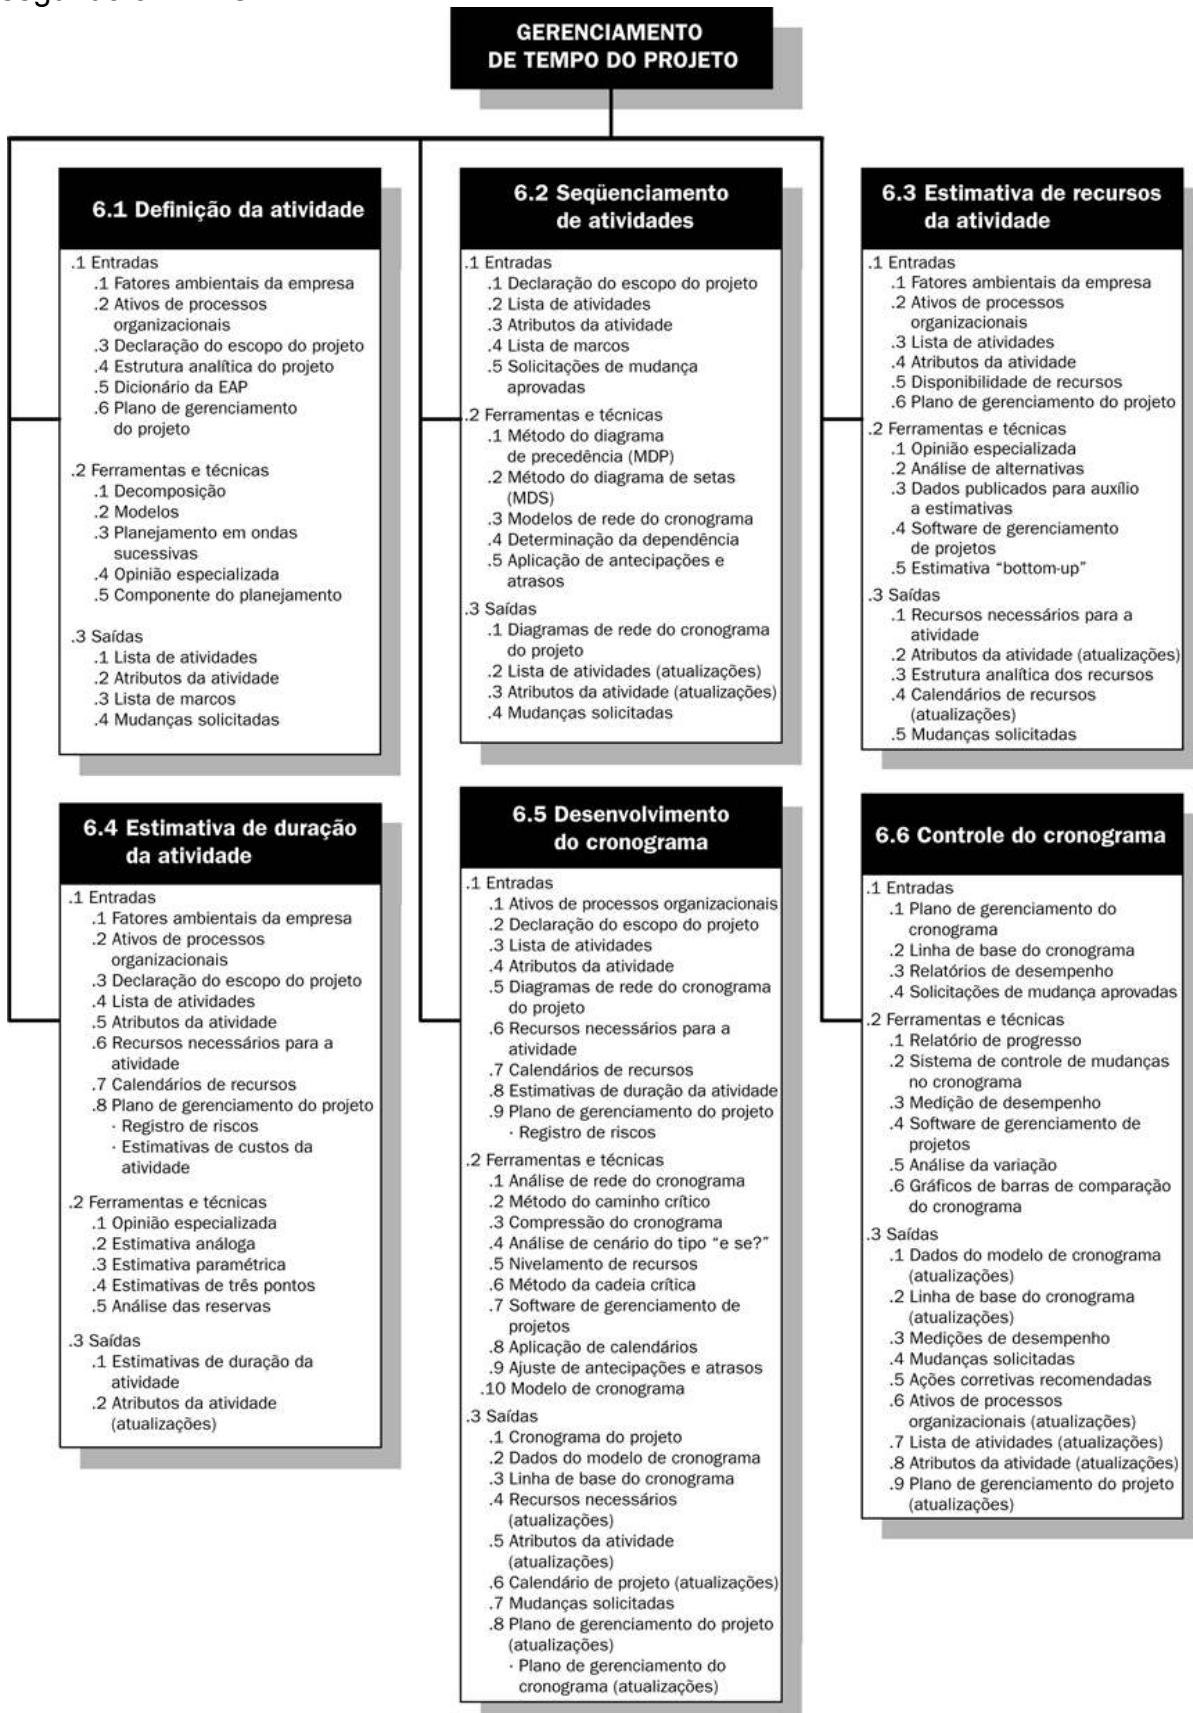 GERENCIAMENTO
DE TEMPO DO PROJETO
6.1 Definição da atividade
.1 Entradas
.1 Fatores ambientais da empresa
.2 Ativos de processos
organizacionais
.3 Declaração do escopo do projeto
.4 Estrutura analítica do projeto
.5 Dicionário da EAP
.6 Plano de gerenciamento
do projeto
.2 Ferramentas e técnicas
.1 Decomposição
.2 Modelos
.3 Planejamento em ondas
sucessivas
.4 Opinião especializada
.5 Componente do planejamento
.3 Saídas
.1 Lista de atividades
.2 Atributos da atividade
.3 Lista de marcos
.4 Mudanças solicitadas
6.2 Seqüenciamento
de atividades
.1 Entradas
.1 Declaração do escopo do projeto
.2 Lista de atividades
.3 Atributos da atividade
.4 Lista de marcos
.5 Solicitações de mudança
aprovadas
.2 Ferramentas e técnicas
.1 Método do diagrama
de precedência (MDP)
.2 Método do diagrama de setas
(MDS)
.3 Modelos de rede do cronograma
.4 Determinação da dependência
.5 Aplicação de antecipações e
atrasos
.3 Saídas
.1 Diagramas de rede do cronograma
do projeto
.2 Lista de atividades (atualizações)
.3 Atributos da atividade (atualizações)
.4 Mudanças solicitadas
6.3 Estimativa de recursos
da atividade
.1 Entradas
.1 Fatores ambientais da empresa
.2 Ativos de processos
organizacionais
.3 Lista de atividades
.4 Atributos da atividade
.5 Disponibilidade de recursos
.6 Plano de gerenciamento do projeto
.2 Ferramentas e técnicas
.1 Opinião especializada
.2 Análise de alternativas
.3 Dados publicados para auxílio
a estimativas
.4 Software de gerenciamento
de projetos
.5 Estimativa “bottom-up”
.3 Saídas
.1 Recursos necessários para a
atividade
.2 Atributos da atividade (atualizações)
.3 Estrutura analítica dos recursos
.4 Calendários de recursos
(atualizações)
.5 Mudanças solicitadas
6.4 Estimativa de duração
da atividade
.1 Entradas
.1 Fatores ambientais da empresa
.2 Ativos de processos
organizacionais
.3 Declaração do escopo do projeto
.4 Lista de atividades
.5 Atributos da atividade
.6 Recursos necessários para a
atividade
.7 Calendários de recursos
.8 Plano de gerenciamento do projeto
· Registro de riscos
· Estimativas de custos da
atividade
.2 Ferramentas e técnicas
.1 Opinião especializada
.2 Estimativa análoga
.3 Estimativa paramétrica
.4 Estimativas de três pontos
.5 Análise das reservas
.3 Saídas
.1 Estimativas de duração da
atividade
.2 Atributos da atividade
(atualizações)
6.5 Desenvolvimento
do cronograma
.1 Entradas
.1 Ativos de processos organizacionais
.2 Declaração do escopo do projeto
.3 Lista de atividades
.4 Atributos da atividade
.5 Diagramas de rede do cronograma
do projeto
.6 Recursos necessários para a
atividade
.7 Calendários de recursos
.8 Estimativas de duração da atividade
.9 Plano de gerenciamento do projeto
· Registro de riscos
.2 Ferramentas e técnicas
.1 Análise de rede do cronograma
.2 Método do caminho crítico
.3 Compressão do cronograma
.4 Análise de cenário do tipo “e se?”
.5 Nivelamento de recursos
.6 Método da cadeia crítica
.7 Software de gerenciamento de
projetos
.8 Aplicação de calendários
.9 Ajuste de antecipações e atrasos
.10 Modelo de cronograma
.3 Saídas
.1 Cronograma do projeto
.2 Dados do modelo de cronograma
.3 Linha de base do cronograma
.4 Recursos necessários
(atualizações)
.5 Atributos da atividade
(atualizações)
.6 Calendário de projeto (atualizações)
.7 Mudanças solicitadas
.8 Plano de gerenciamento do projeto
(atualizações)
· Plano de gerenciamento do
cronograma (atualizações)
6.6 Controle do cronograma
.1 Entradas
.1 Plano de gerenciamento do
cronograma
.2 Linha de base do cronograma
.3 Relatórios de desempenho
.4 Solicitações de mudança aprovadas
.2 Ferramentas e técnicas
.1 Relatório de progresso
.2 Sistema de controle de mudanças
no cronograma
.3 Medição de desempenho
.4 Software de gerenciamento de
projetos
.5 Análise da variação
.6 Gráficos de barras de comparação
do cronograma
.3 Saídas
.1 Dados do modelo de cronograma
(atualizações)
.2 Linha de base do cronograma
(atualizações)
.3 Medições de desempenho
.4 Mudanças solicitadas
.5 Ações corretivas recomendadas
.6 Ativos de processos
organizacionais (atualizações)
.7 Lista de atividades (atualizações)
.8 Atributos da atividade (atualizações)
.9 Plano de gerenciamento do projeto
(atualizações)